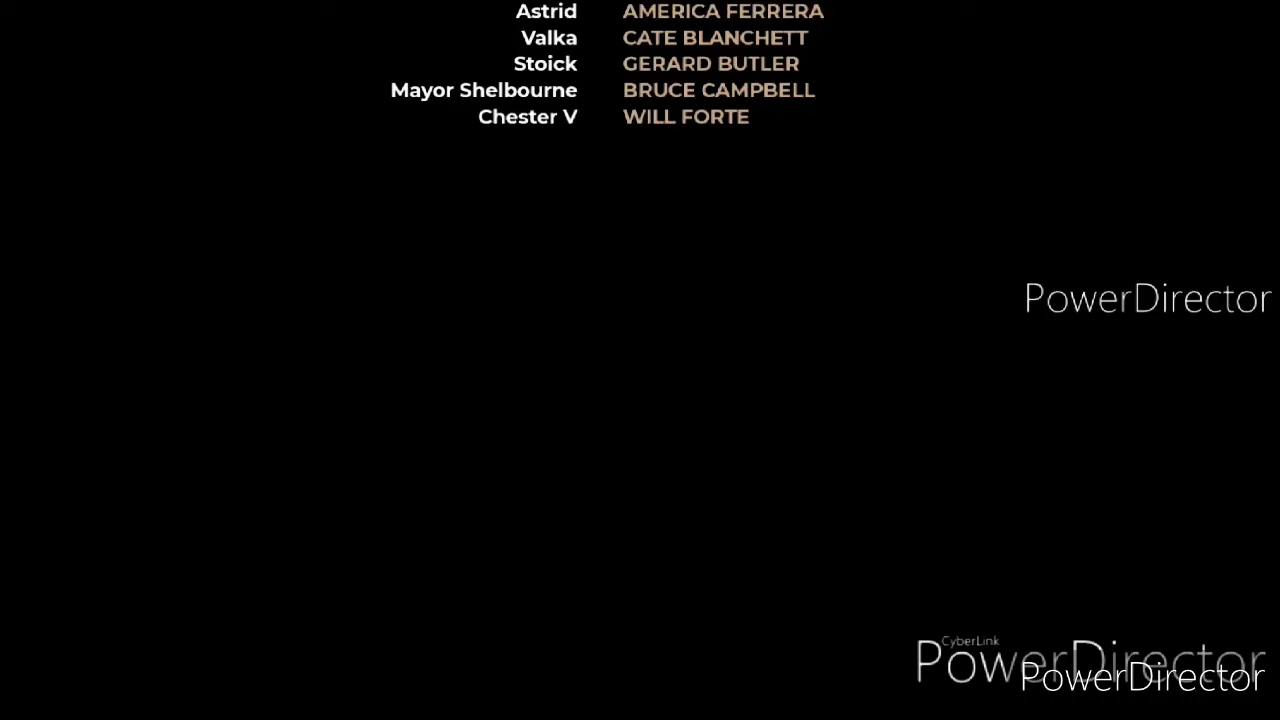 Astrid AMERICA FERRERA
Valka CATE BLANCHETT
Stoick GERARD BUTLER
Mayor Shelbourne BRUCE CAMPBELL
Chester V WILL FORTE
PowerDirector
CyberLink
PowerDirector
PowerDirector